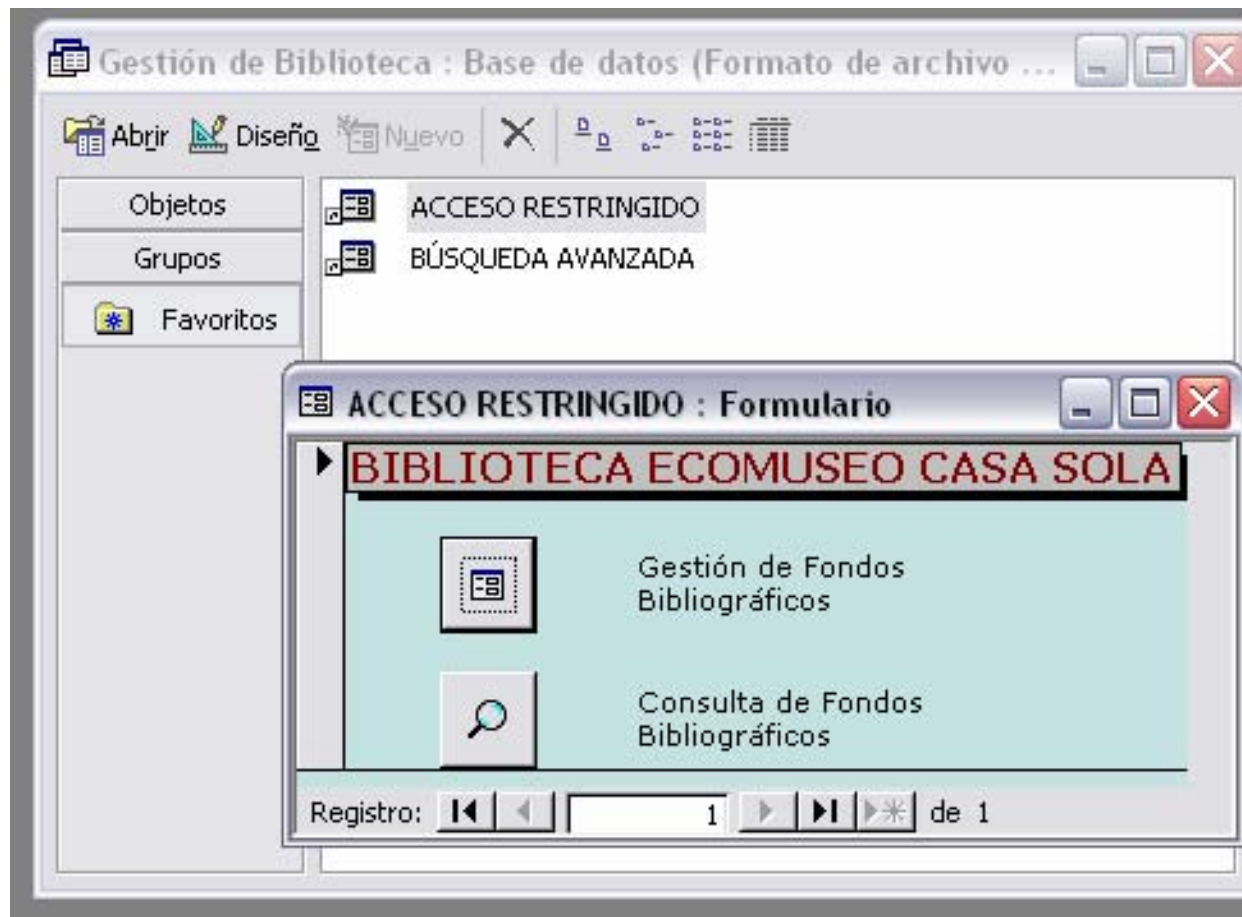 Gestión de Biblioteca : Base de datos (Formato de archivo ...
Abrir Diseño Nuevo
Objetos
Grupos
Favoritos
ACCESO RESTRINGIDO
BÚSQUEDA AVANZADA
ACCESO RESTRINGIDO : Formulario
BIBLIOTECA ECOMUSEO CASA SOLA
Gestión de Fondos
Bibliográficos
Consulta de Fondos
Bibliográficos
Registro: 1 de 1